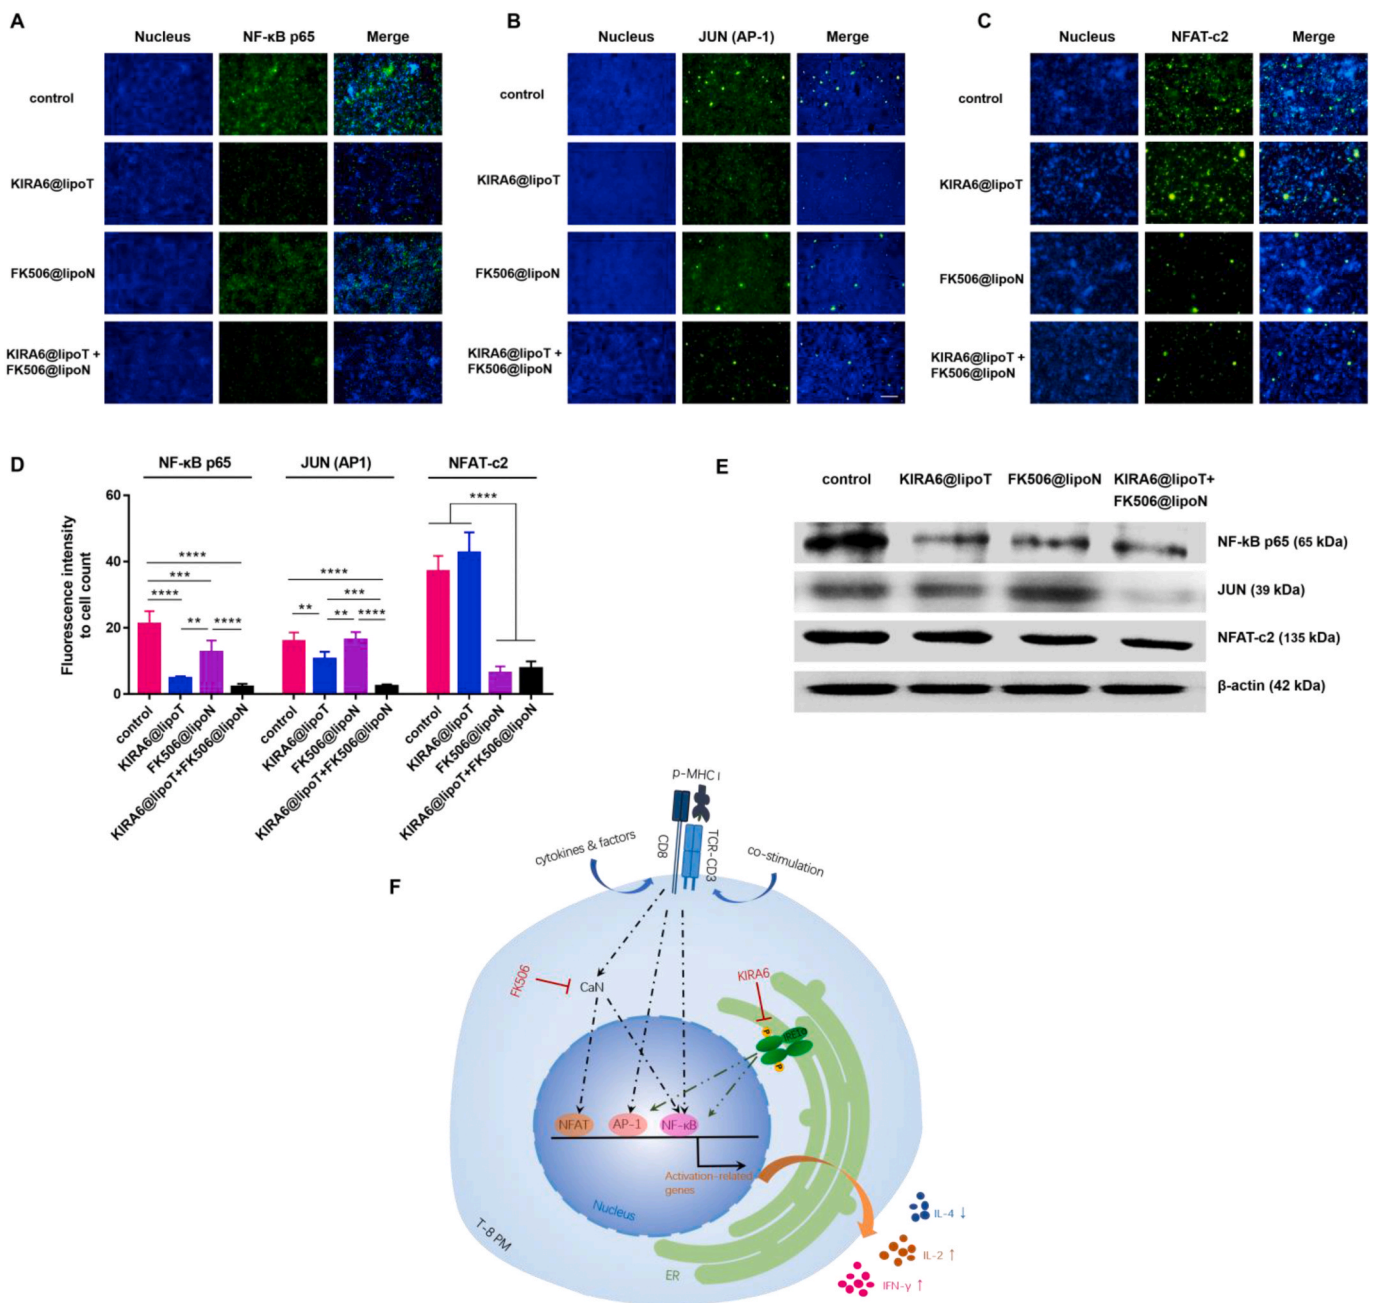 A
Nucleus NF-κB p65 Merge
control
KIRA6@lipoT
FK506@lipoN
KIRA6@lipoT +
FK506@lipoN
B
Nucleus JUN (AP-1) Merge
control
KIRA6@lipoT
FK506@lipoN
KIRA6@lipoT +
FK506@lipoN
C
Nucleus NFAT-c2 Merge
control
KIRA6@lipoT
FK506@lipoN
KIRA6@lipoT +
FK506@lipoN
D
NF-κB p65 JUN (AP1) NFAT-c2
Fluorescence intensity
to cell count
60
40
20
0
****
***
****
** ****
****
***
** ** ****
****
control
KIRA6@lipoT
FK506@lipoN
KIRA6@lipoT+FK506@lipoN
control
KIRA6@lipoT
FK506@lipoN
KIRA6@lipoT+FK506@lipoN
control
KIRA6@lipoT
FK506@lipoN
KIRA6@lipoT+FK506@lipoN
E
control KIRA6@lipoT FK506@lipoN KIRA6@lipoT+
FK506@lipoN
NF-kB p65 (65 kDa)
JUN (39 kDa)
NFAT-c2 (135 kDa)
β-actin (42 kDa)
F
p-MHC I
CD8
TCR-CD3
cytokines & factors
co-stimulation
FK506
CaN
KIRA6
P
P
NFAT AP-1 NF-κB
Activation-related
genes
Nucleus
T-8 PM
ER
IL-4 ↓
IL-2 ↑
IFN-γ ↑